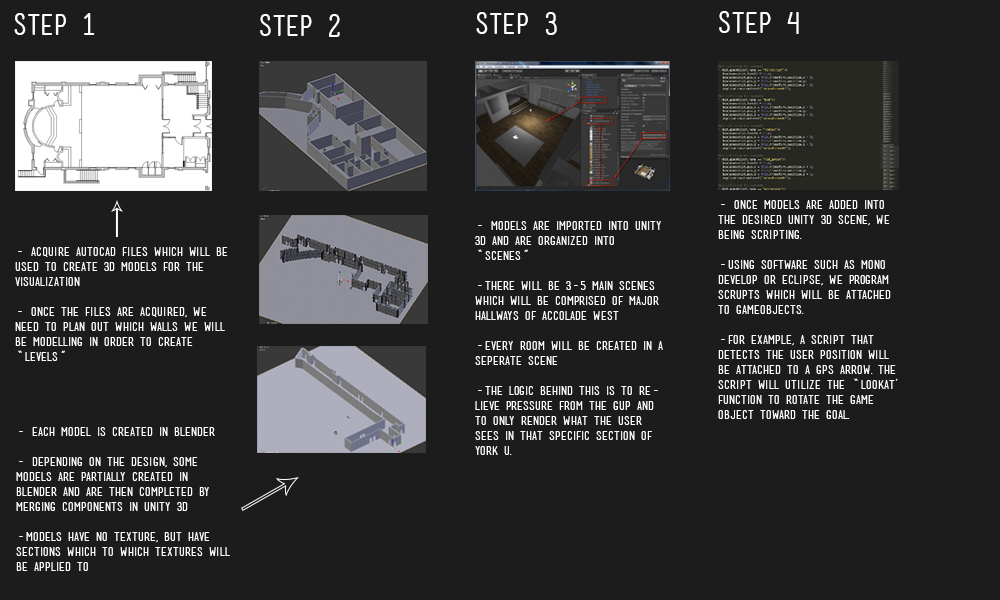 STEP 1
- ACQUIRE AUTOCAD FILES WHICH WILL BE
USED TO CREATE 3D MODELS FOR THE
VISUALIZATION
- ONCE THE FILES ARE ACQUIRED, WE
NEED TO PLAN OUT WHICH WALLS WE WILL
BE MODELLING IN ORDER TO CREATE
"LEVELS"
- EACH MODEL IS CREATED IN BLENDER
- DEPENDING ON THE DESIGN, SOME
MODELS ARE PARTIALLY CREATED IN
BLENDER AND ARE THEN COMPLETED BY
MERGING COMPONENTS IN UNITY 3D
-MODELS HAVE NO TEXTURE, BUT HAVE
SECTIONS WHICH TO WHICH TEXTURES WILL
BE APPLIED TO
STEP 2
STEP 3
- MODELS ARE IMPORTED INTO UNITY
3D AND ARE ORGANIZED INTO
"SCENES"
-THERE WILL BE 3-5 MAIN SCENES
WHICH WILL BE COMPRISED OF MAJOR
HALLWAYS OF ACCOLADE WEST
-EVERY ROOM WILL BE CREATED IN A
SEPERATE SCENE
-THE LOGIC BEHIND THIS IS TO RE-
LIEVE PRESSURE FROM THE GUP AND
TO ONLY RENDER WHAT THE USER
SEES IN THAT SPECIFIC SECTION OF
YORK U.
STEP 4
- ONCE MODELS ARE ADDED INTO
THE DESIRED UNITY 3D SCENE, WE
BEING SCRIPTING.
-USING SOFTWARE SUCH AS MONO
DEVELOP OR ECLIPSE, WE PROGRAM
SCRUPTS WHICH WILL BE ATTACHED
TO GAMEOBJECTS.
-FOR EXAMPLE, A SCRIPT THAT
DETECTS THE USER POSITION WILL
BE ATTACHED TO A GPS ARROW. THE
SCRIPT WILL UTILIZE THE "LOOKAT'
FUNCTION TO ROTATE THE GAME
OBJECT TOWARD THE GOAL.